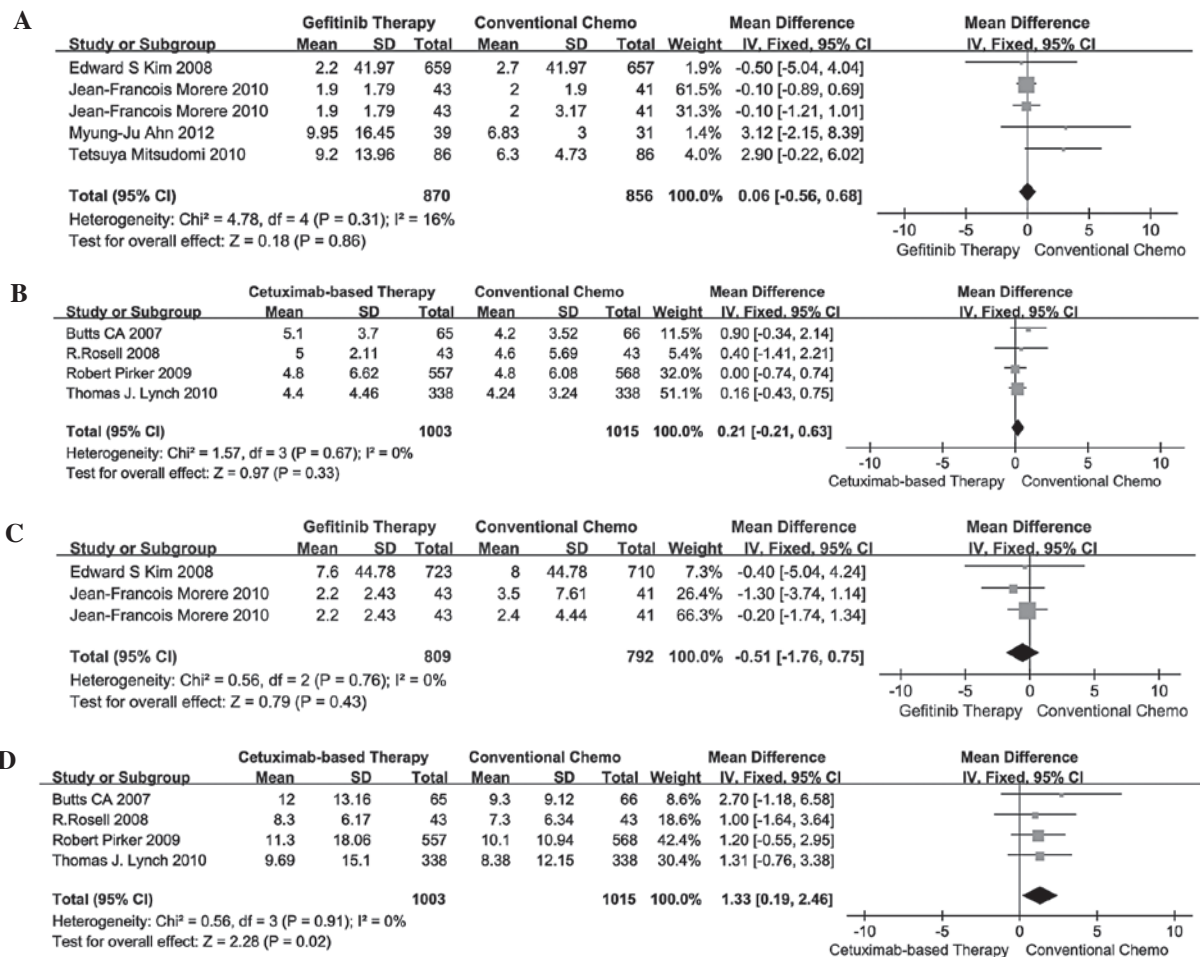 A
Gefitinib Therapy Conventional Chemo Mean Difference Mean Difference
Study or Subgroup Mean SD Total Mean SD Total Weight IV, Fixed, 95% CI IV, Fixed, 95% CI
Edward S Kim 2008 2.2 41.97 659 2.7 41.97 657 1.9% -0.50 [-5.04, 4.04]
Jean-Francois Morere 2010 1.9 1.79 43 2 1.9 41 61.5% -0.10 [-0.89, 0.69]
Jean-Francois Morere 2010 1.9 1.79 43 2 3.17 41 31.3% -0.10 [-1.21, 1.01]
Myung-Ju Ahn 2012 9.95 16.45 39 6.83 3 31 1.4% 3.12 [-2.15, 8.39]
Tetsuya Mitsudomi 2010 9.2 13.96 86 6.3 4.73 86 4.0% 2.90 [-0.22, 6.02]
Total (95% CI) 870 856 100.0% 0.06 [-0.56, 0.68]
Heterogeneity: Chi² = 4.78, df = 4 (P = 0.31); I² = 16%
Test for overall effect: Z = 0.18 (P = 0.86)
-10 -5 0 5 10
Gefitinib Therapy Conventional Chemo
B
Cetuximab-based Therapy Conventional Chemo Mean Difference Mean Difference
Study or Subgroup Mean SD Total Mean SD Total Weight IV, Fixed, 95% CI IV, Fixed, 95% CI
Butts CA 2007 5.1 3.7 65 4.2 3.52 66 11.5% 0.90 [-0.34, 2.14]
R.Rosell 2008 5 2.11 43 4.6 5.69 43 5.4% 0.40 [-1.41, 2.21]
Robert Pirker 2009 4.8 6.62 557 4.8 6.08 568 32.0% 0.00 [-0.74, 0.74]
Thomas J. Lynch 2010 4.4 4.46 338 4.24 3.24 338 51.1% 0.16 [-0.43, 0.75]
Total (95% CI) 1003 1015 100.0% 0.21 [-0.21, 0.63]
Heterogeneity: Chi² = 1.57, df = 3 (P = 0.67); I² = 0%
Test for overall effect: Z = 0.97 (P = 0.33)
-10 -5 0 5 10
Cetuximab-based Therapy Conventional Chemo
C
Gefitinib Therapy Conventional Chemo Mean Difference Mean Difference
Study or Subgroup Mean SD Total Mean SD Total Weight IV, Fixed, 95% CI IV, Fixed, 95% CI
Edward S Kim 2008 7.6 44.78 723 8 44.78 710 7.3% -0.40 [-5.04, 4.24]
Jean-Francois Morere 2010 2.2 2.43 43 3.5 7.61 41 26.4% -1.30 [-3.74, 1.14]
Jean-Francois Morere 2010 2.2 2.43 43 2.4 4.44 41 66.3% -0.20 [-1.74, 1.34]
Total (95% CI) 809 792 100.0% -0.51 [-1.76, 0.75]
Heterogeneity: Chi² = 0.56, df = 2 (P = 0.76); I² = 0%
Test for overall effect: Z = 0.79 (P = 0.43)
-10 -5 0 5 10
Gefitinib Therapy Conventional Chemo
D
Cetuximab-based Therapy Conventional Chemo Mean Difference Mean Difference
Study or Subgroup Mean SD Total Mean SD Total Weight IV, Fixed, 95% CI IV, Fixed, 95% CI
Butts CA 2007 12 13.16 65 9.3 9.12 66 8.6% 2.70 [-1.18, 6.58]
R.Rosell 2008 8.3 6.17 43 7.3 6.34 43 18.6% 1.00 [-1.64, 3.64]
Robert Pirker 2009 11.3 18.06 557 10.1 10.94 568 42.4% 1.20 [-0.55, 2.95]
Thomas J. Lynch 2010 9.69 15.1 338 8.38 12.15 338 30.4% 1.31 [-0.76, 3.38]
Total (95% CI) 1003 1015 100.0% 1.33 [0.19, 2.46]
Heterogeneity: Chi² = 0.56, df = 3 (P = 0.91); I² = 0%
Test for overall effect: Z = 2.28 (P = 0.02)
-10 -5 0 5 10
Cetuximab-based Therapy Conventional Chemo